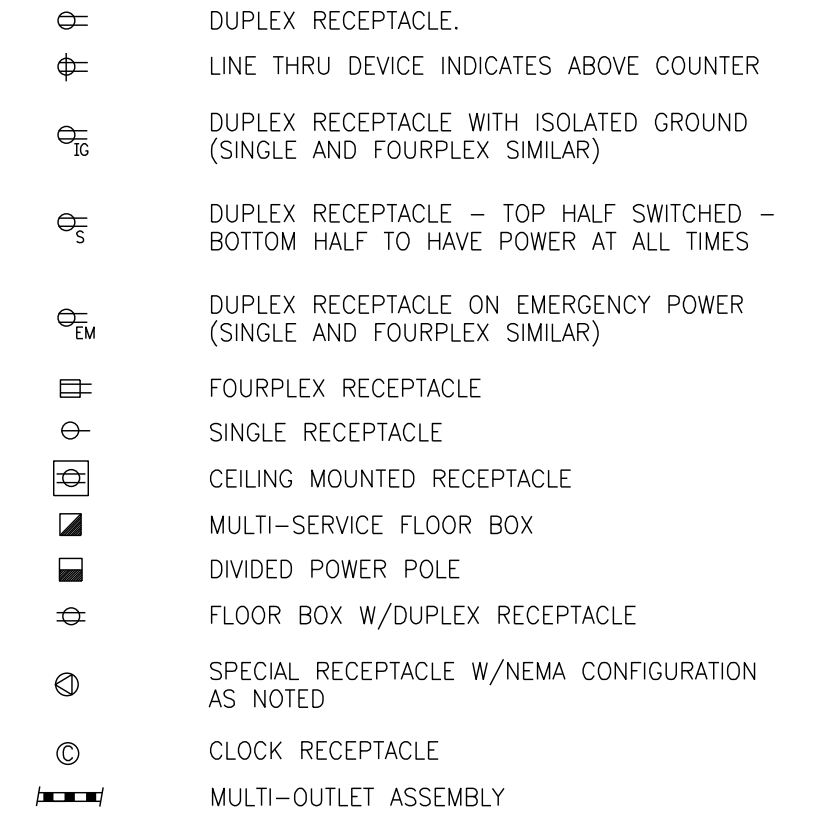 DUPLEX RECEPTACLE.
LINE THRU DEVICE INDICATES ABOVE COUNTER
IG
DUPLEX RECEPTACLE WITH ISOLATED GROUND
(SINGLE AND FOURPLEX SIMILAR)
S
DUPLEX RECEPTACLE – TOP HALF SWITCHED –
BOTTOM HALF TO HAVE POWER AT ALL TIMES
EM
DUPLEX RECEPTACLE ON EMERGENCY POWER
(SINGLE AND FOURPLEX SIMILAR)
FOURPLEX RECEPTACLE
SINGLE RECEPTACLE
CEILING MOUNTED RECEPTACLE
MULTI–SERVICE FLOOR BOX
DIVIDED POWER POLE
FLOOR BOX W/DUPLEX RECEPTACLE
SPECIAL RECEPTACLE W/NEMA CONFIGURATION
AS NOTED
C
CLOCK RECEPTACLE
MULTI–OUTLET ASSEMBLY